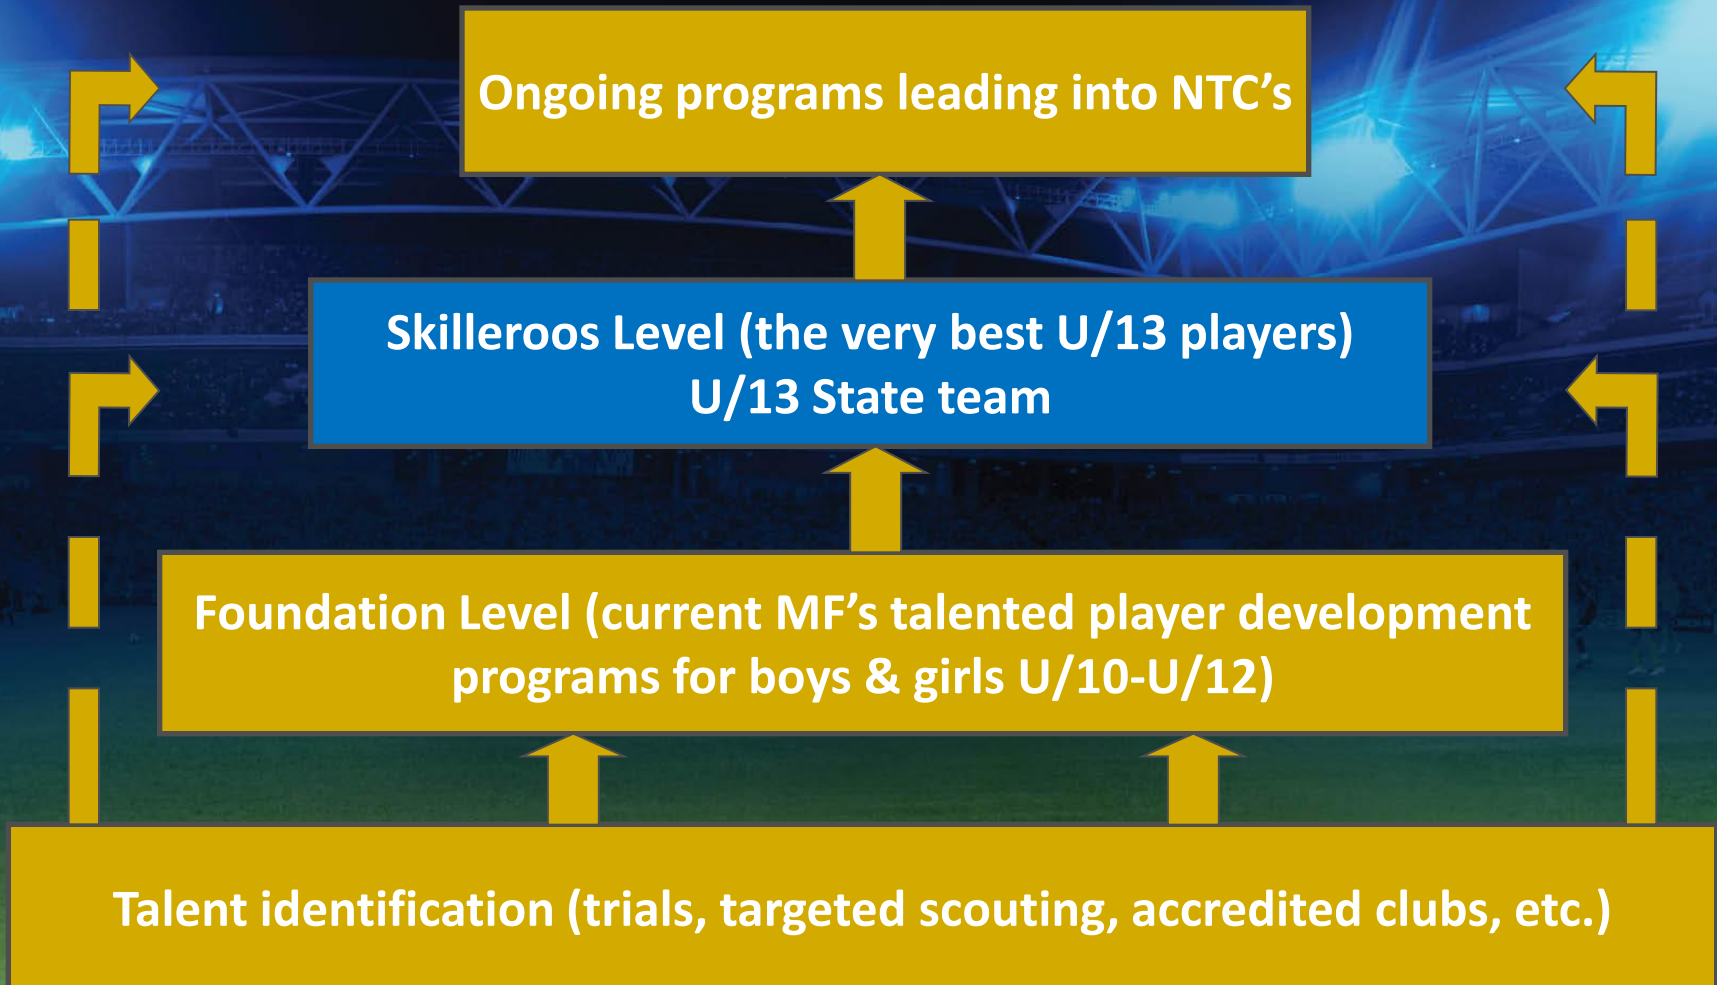 Ongoing programs leading into NTC’s
Skilleroos Level (the very best U/13 players)
U/13 State team
Foundation Level (current MF’s talented player development
programs for boys & girls U/10-U/12)
Talent identification (trials, targeted scouting, accredited clubs, etc.)